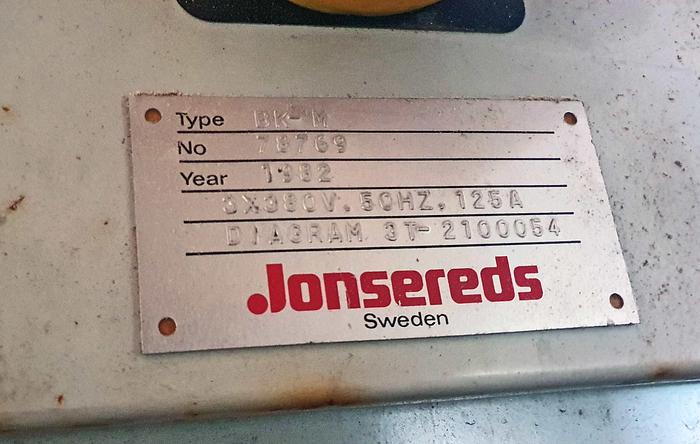 Type BK-M
No 78769
Year 1982
3X380V. 50HZ. 125A
DIAGRAM 3T-2100054
Jonsereds
Sweden